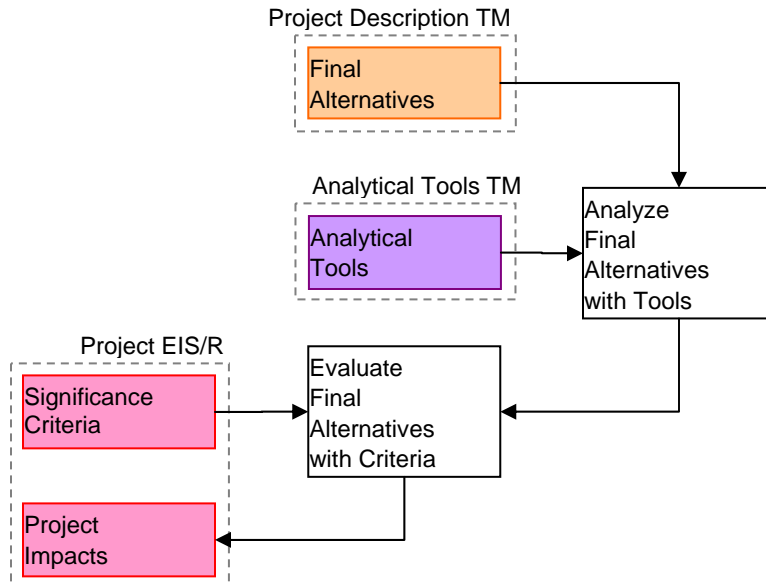 Project Description TM
Final
Alternatives
Analytical Tools TM
Analytical
Tools
Analyze
Final
Alternatives
with Tools
Project EIS/R
Significance
Criteria
Evaluate
Final
Alternatives
with Criteria
Project
Impacts